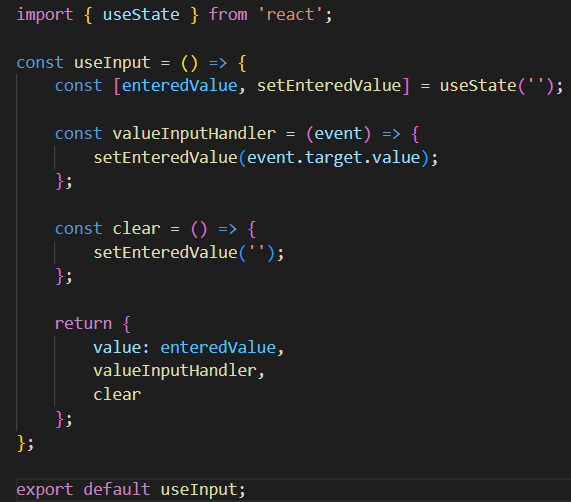 import { useState } from 'react';

const useInput = () => {
    const [enteredValue, setEnteredValue] = useState('');

    const valueInputHandler = (event) => {
        setEnteredValue(event.target.value);
    };

    const clear = () => {
        setEnteredValue('');
    };

    return {
        value: enteredValue,
        valueInputHandler,
        clear
    };
};

export default useInput;